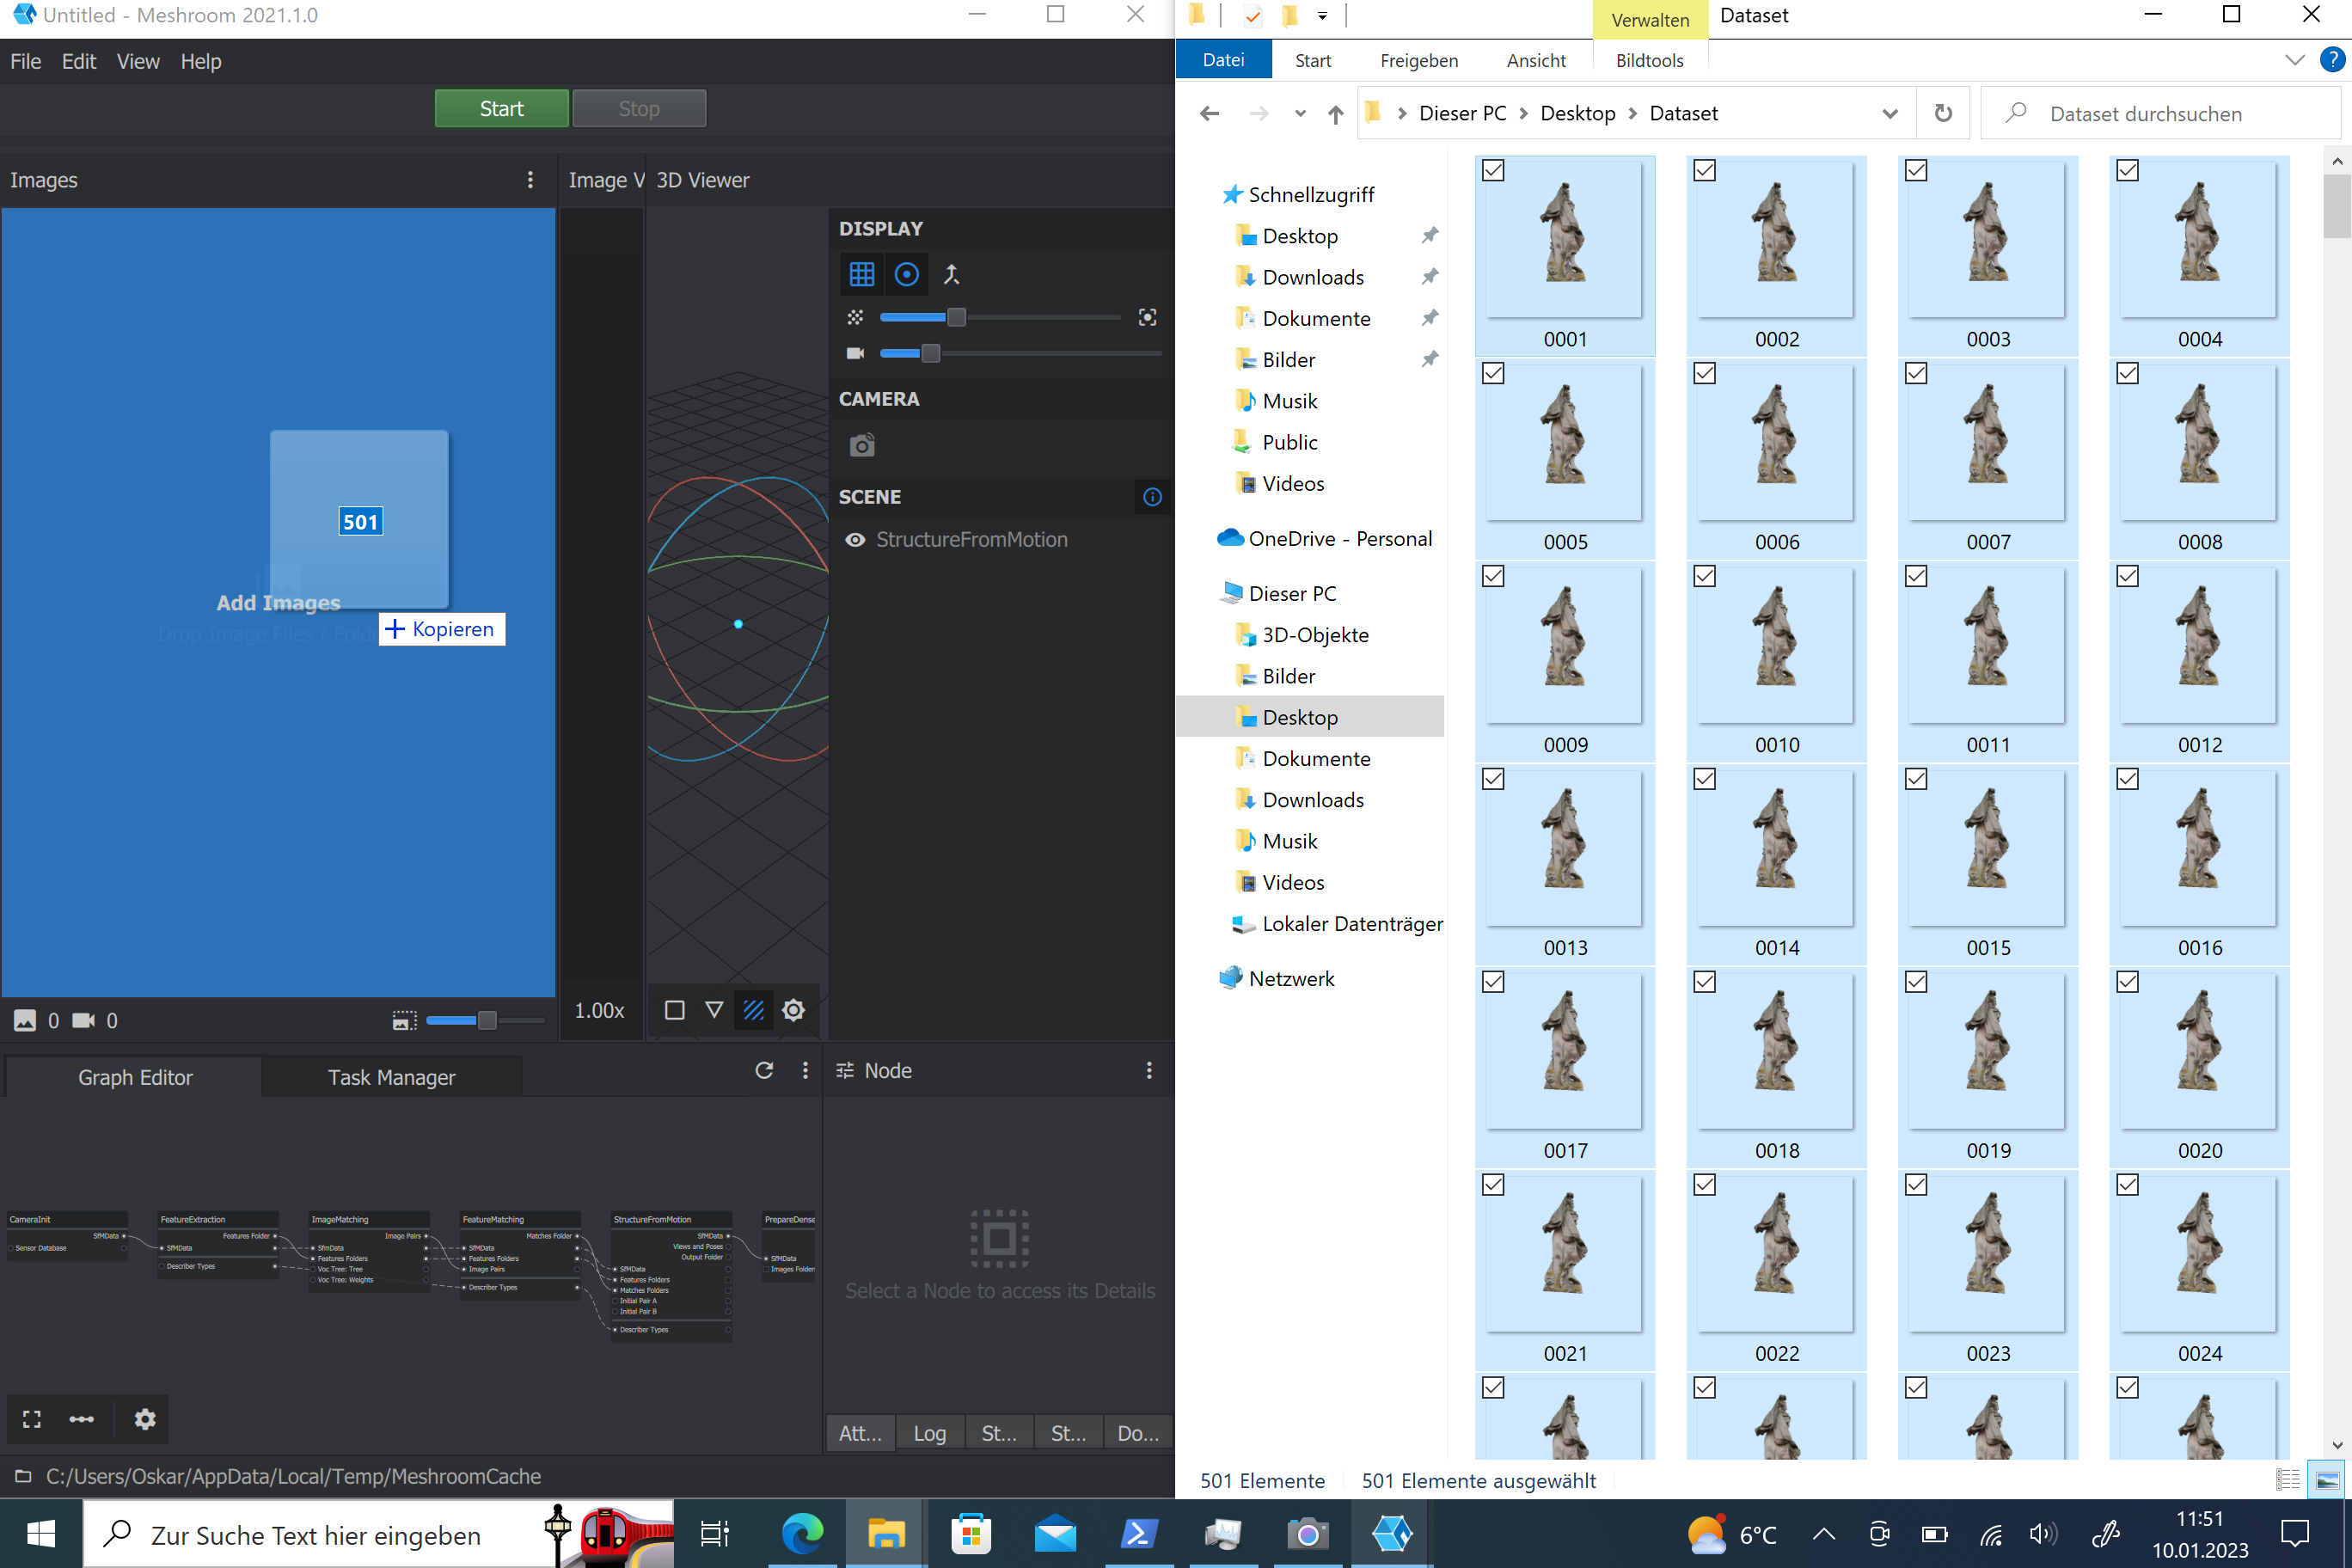 Untitled - Meshroom 2021.1.0
File Edit View Help
Start Stop
Images
Image V
3D Viewer
501
Add Images
Drop Image Files / Folde
Kopieren
DISPLAY
CAMERA
SCENE
StructureFromMotion
0 0
1.00x
Graph Editor
Task Manager
Node
CameraInit
SfMData
Sensor Database
FeatureExtraction
Features Folder
SfMData
Describer Types
ImageMatching
Image Pairs
SfmData
Features Folders
Voc Tree: Tree
Voc Tree: Weights
FeatureMatching
Matches Folder
SfMData
Features Folders
Image Pairs
Describer Types
StructureFromMotion
SfMData
Views and Poses
Output Folder
SfMData
Features Folders
Matches Folders
Initial Pair A
Initial Pair B
Describer Types
PrepareDense
SfMData
Images Folders
Select a Node to access its Details
Att... Log St... St... Do...
C:/Users/Oskar/AppData/Local/Temp/MeshroomCache
Verwalten
Dataset
Datei Start Freigeben Ansicht Bildtools
?
Dieser PC Desktop Dataset
Dataset durchsuchen
Schnellzugriff
Desktop
Downloads
Dokumente
Bilder
Musik
Public
Videos
OneDrive - Personal
Dieser PC
3D-Objekte
Bilder
Desktop
Dokumente
Downloads
Musik
Videos
Lokaler Datenträger
Netzwerk
0001 0002 0003 0004
0005 0006 0007 0008
0009 0010 0011 0012
0013 0014 0015 0016
0017 0018 0019 0020
0021 0022 0023 0024
501 Elemente
501 Elemente ausgewählt
Zur Suche Text hier eingeben
6°C
11:51
10.01.2023